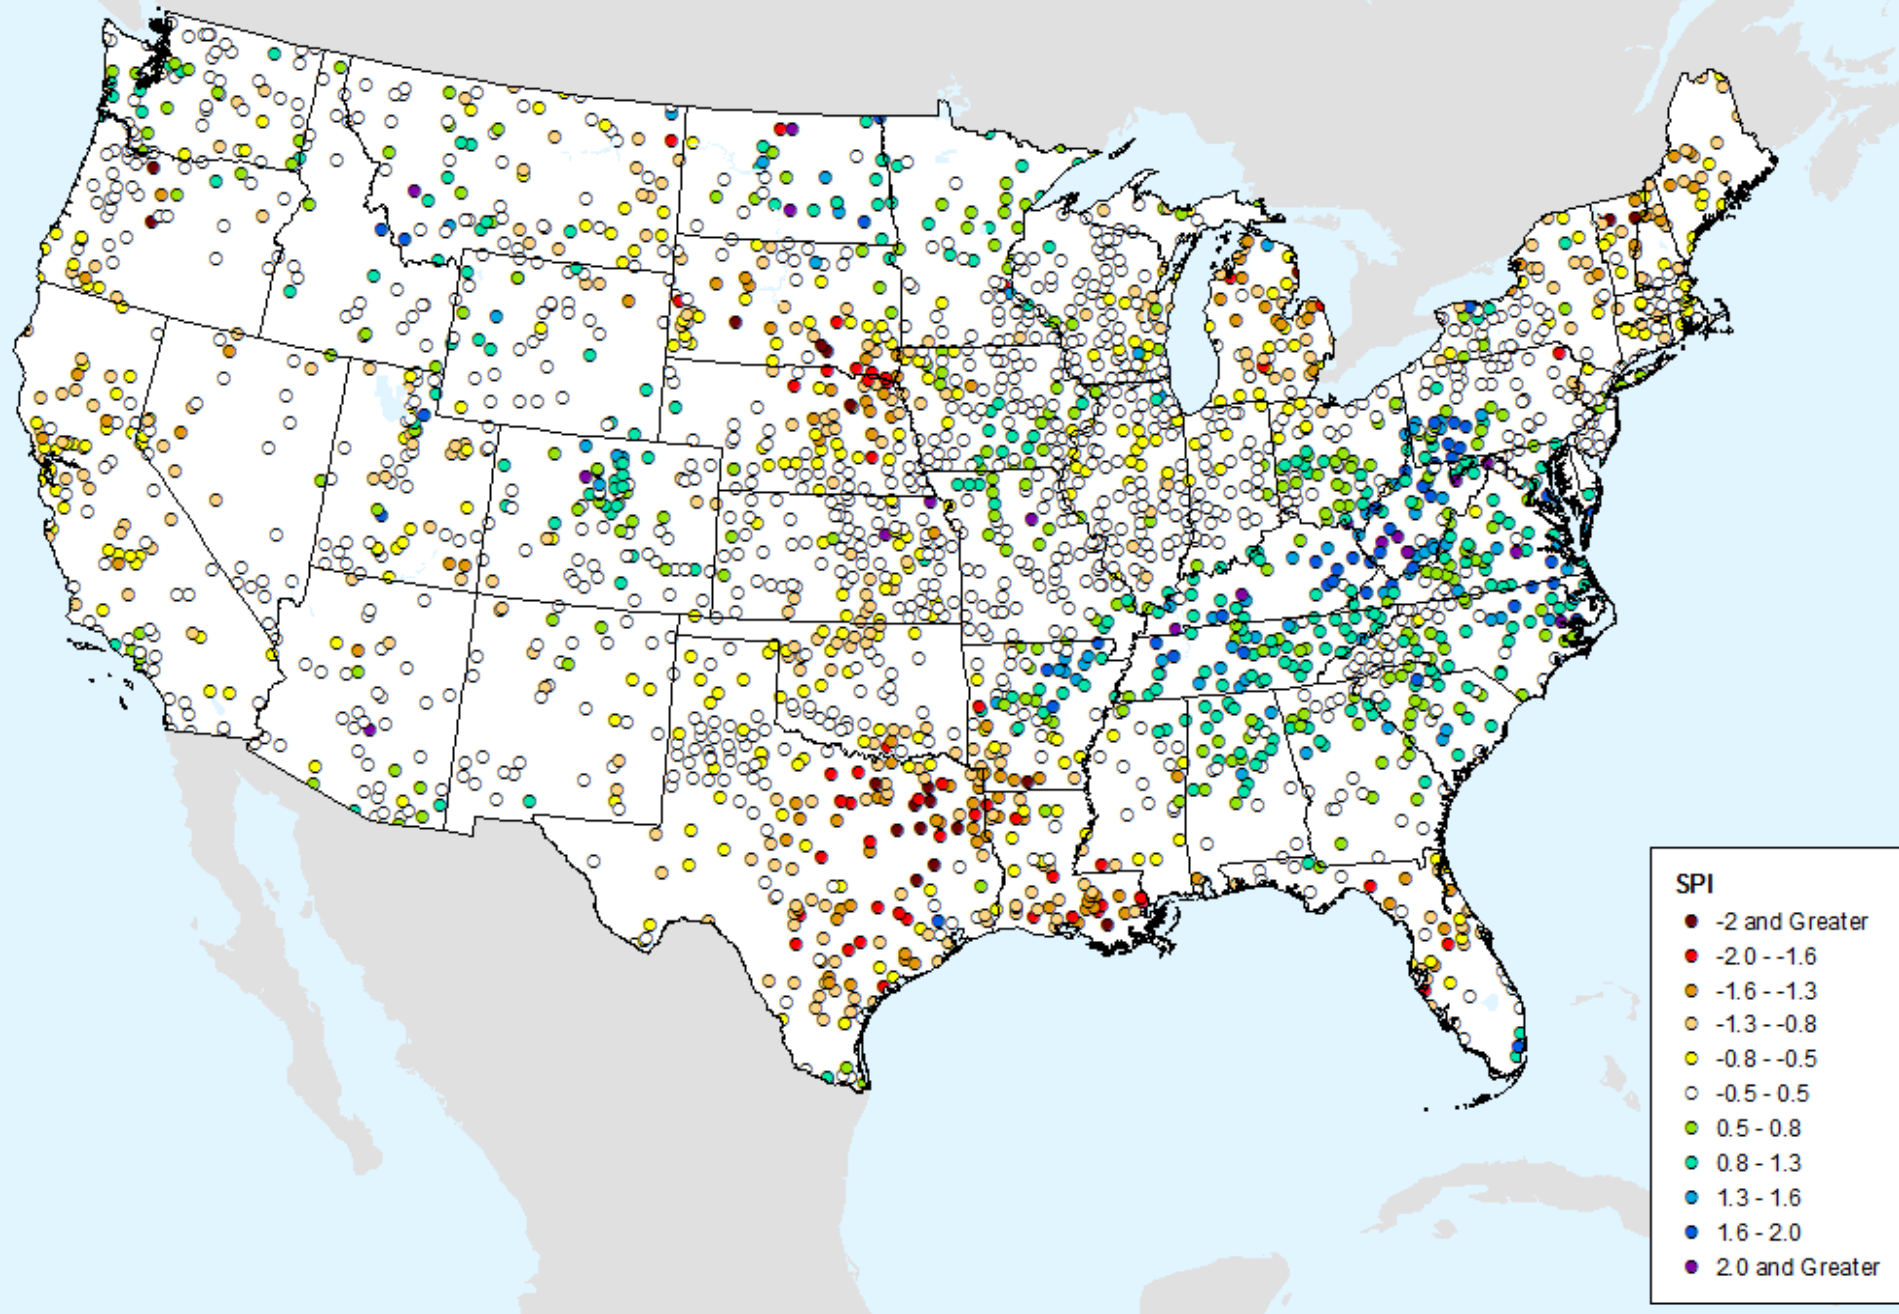 SPI
-2 and Greater
-2.0 - -1.6
-1.6 - -1.3
-1.3 - -0.8
-0.8 - -0.5
-0.5 - 0.5
0.5 - 0.8
0.8 - 1.3
1.3 - 1.6
1.6 - 2.0
2.0 and Greater